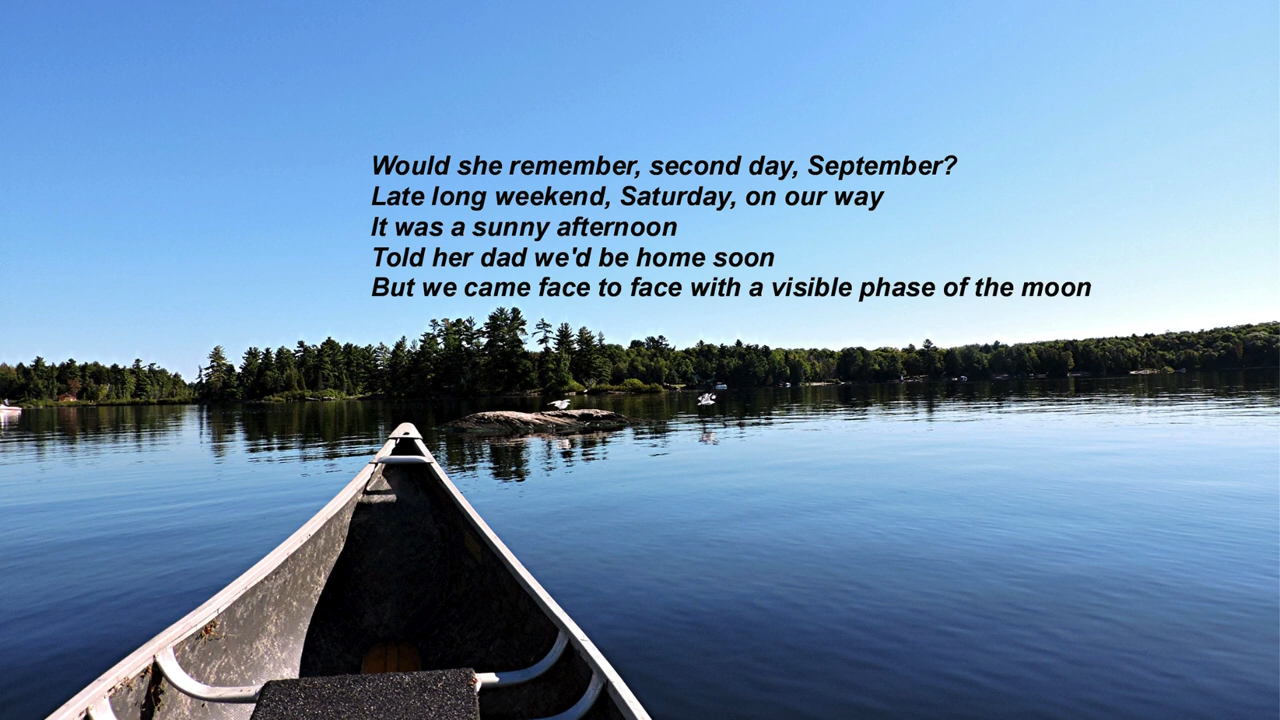 Would she remember, second day, September?
Late long weekend, Saturday, on our way
It was a sunny afternoon
Told her dad we'd be home soon
But we came face to face with a visible phase of the moon